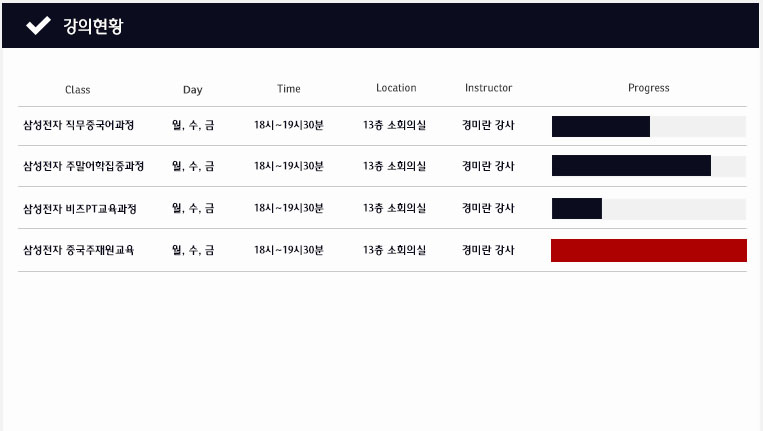 강의현황
Class Day Time Location Instructor Progress
삼성전자 직무중국어과정 월, 수, 금 18시~19시30분 13층 소회의실 경미란 강사
삼성전자 주말어학집중과정 월, 수, 금 18시~19시30분 13층 소회의실 경미란 강사
삼성전자 비즈PT교육과정 월, 수, 금 18시~19시30분 13층 소회의실 경미란 강사
삼성전자 중국주재원교육 월, 수, 금 18시~19시30분 13층 소회의실 경미란 강사